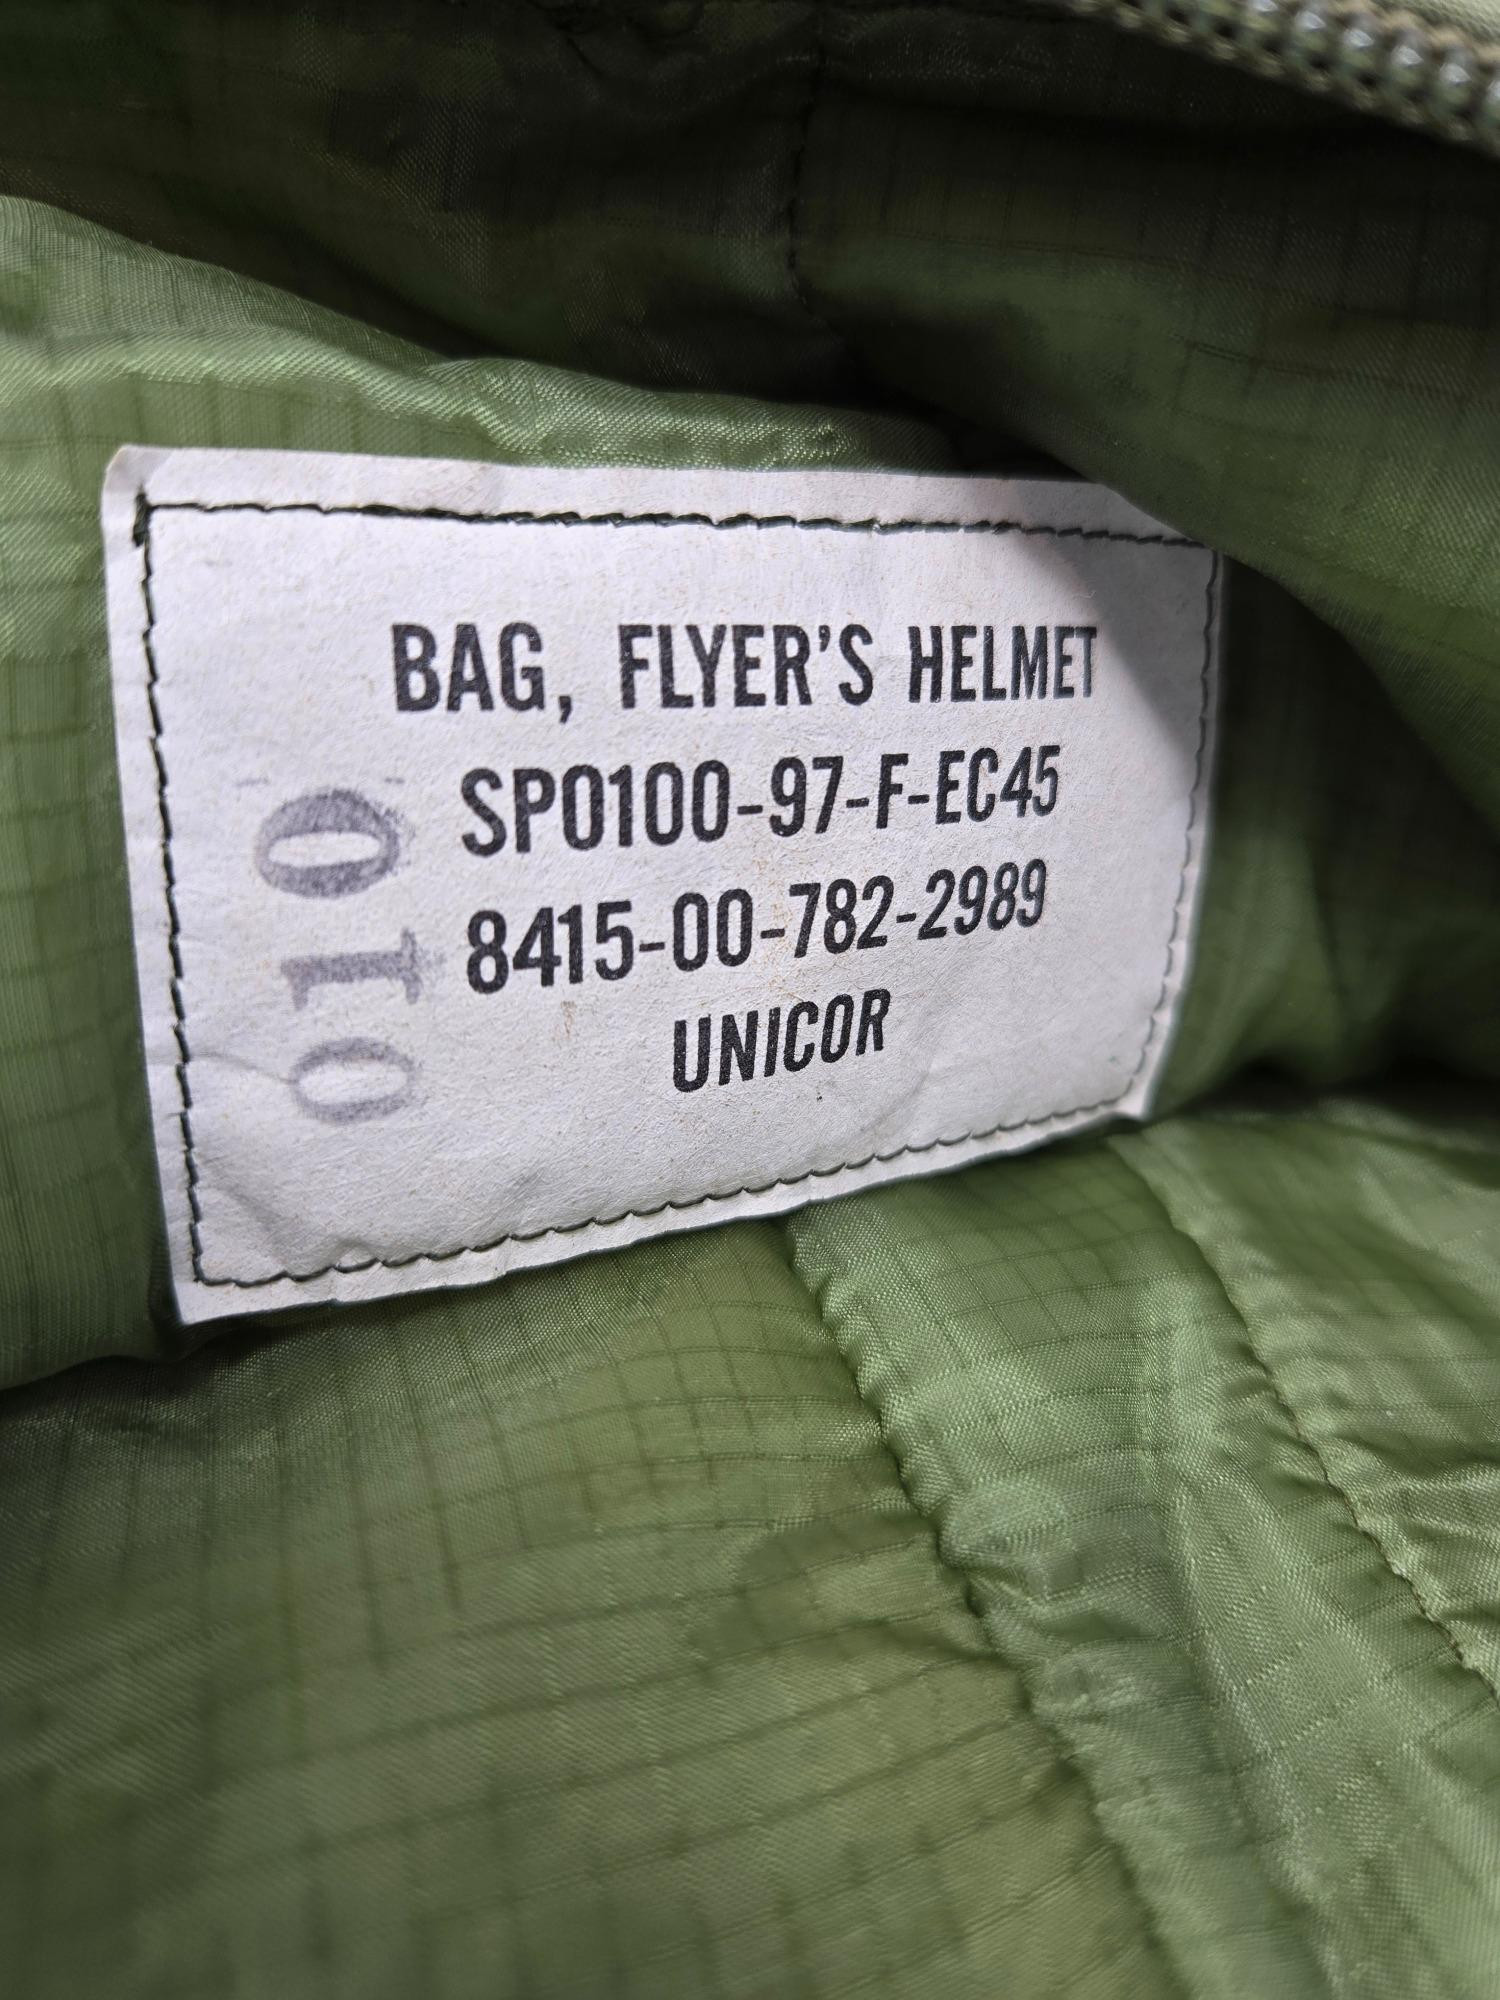 BAG, FLYER'S HELMET
SP0100-97-F-EC45
8415-00-782-2989
UNICOR
010